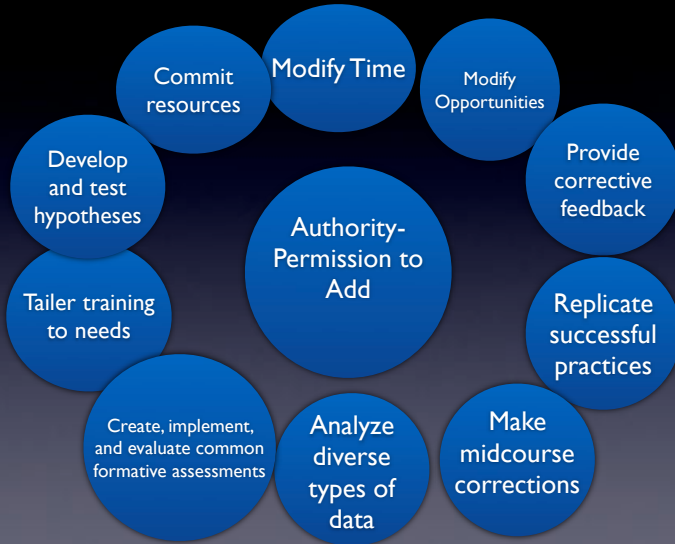 Modify Time
Modify
Opportunities
Provide
corrective
feedback
Replicate
successful
practices
Make
midcourse
corrections
Analyze
diverse
types of
data
Create, implement,
and evaluate common
formative assessments
Tailer training
to needs
Develop
and test
hypotheses
Commit
resources
Authority-
Permission to
Add